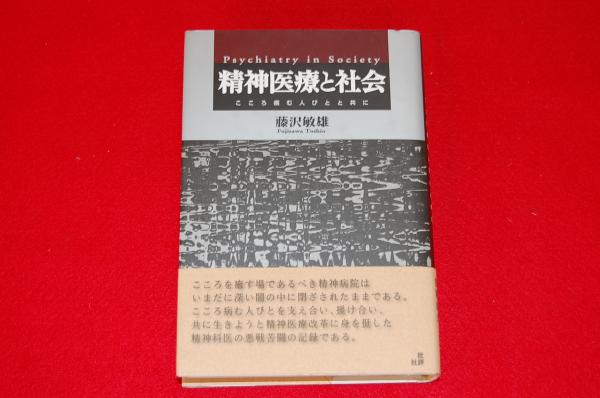 Psychiatry in Society
精神医療と社会
こころ病む人びとと共に
藤沢敏雄
Fujisawa Toshio
こころを癒す場であるべき精神病院は
いまだに深い闇の中に閉ざされたままである。
こころ病む人びとを支え合い、援け合い、
共に生きようと精神医療改革に身を挺した
精神科医の悪戦苦闘の記録である。
批評社